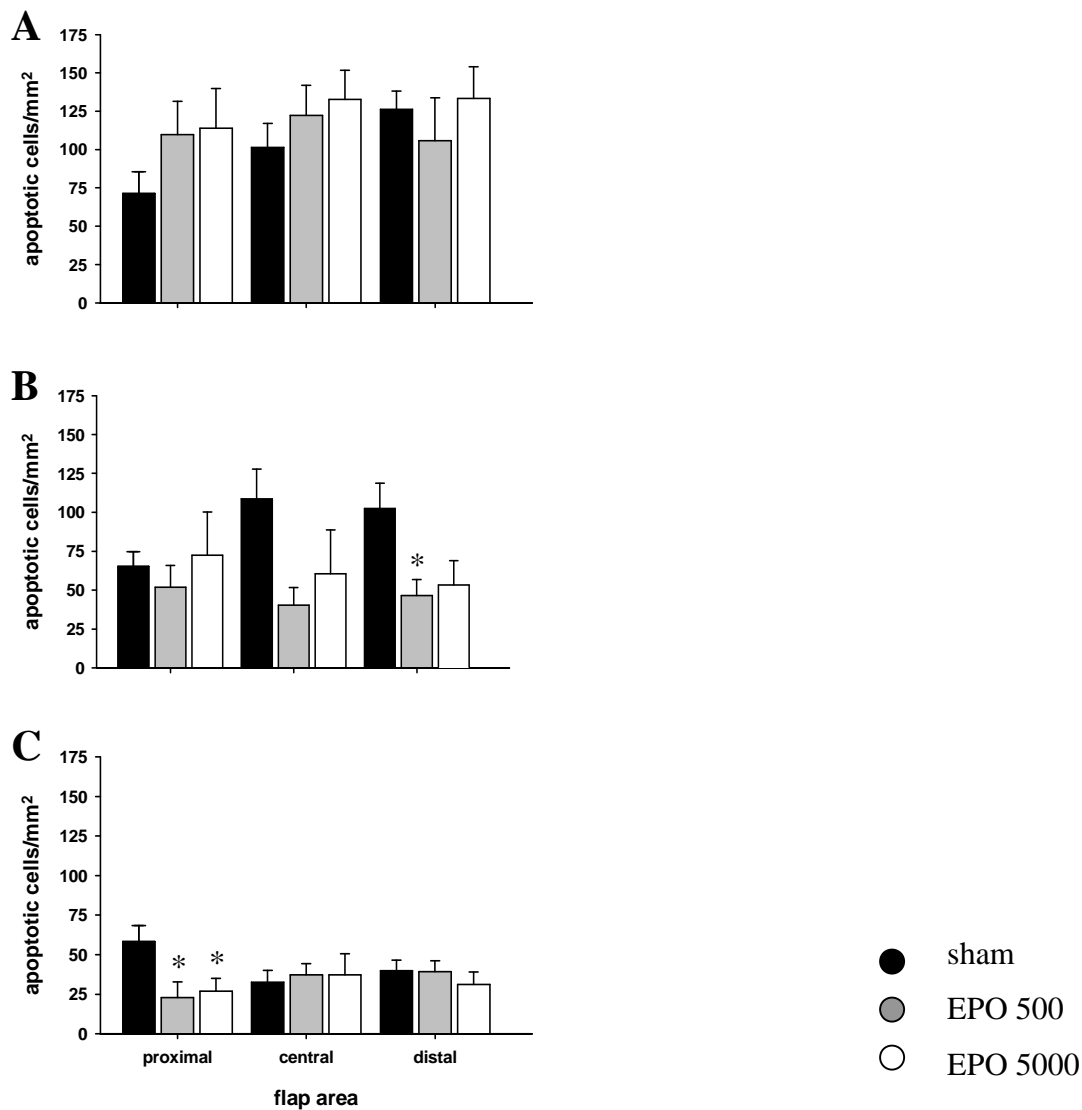 A
175
150
125
100
75
50
25
0
apoptotic cells/mm²
B
175
150
125
100
75
50
25
0
apoptotic cells/mm²
*
C
175
150
125
100
75
50
25
0
apoptotic cells/mm²
* *
proximal central distal
flap area
sham
EPO 500
EPO 5000